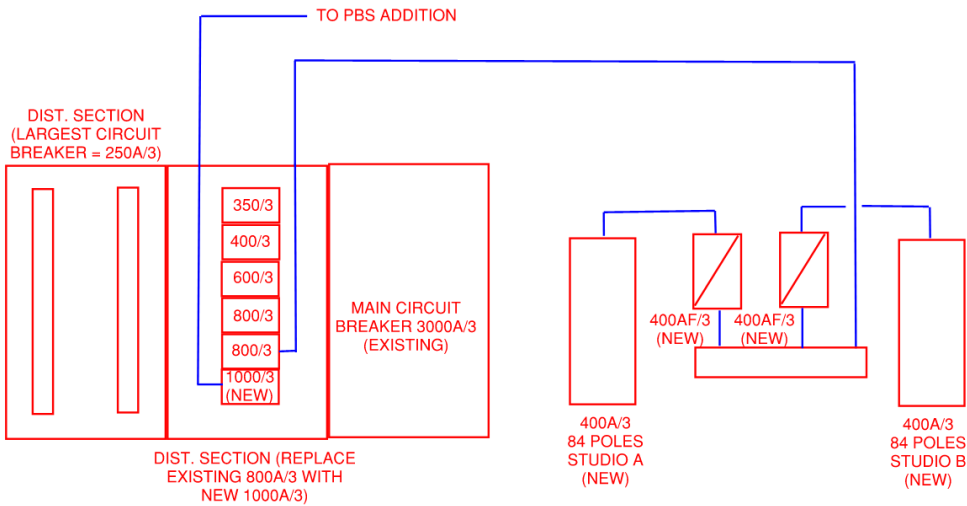 TO PBS ADDITION
DIST. SECTION
(LARGEST CIRCUIT
BREAKER = 250A/3)
350/3
400/3
600/3
800/3
800/3
1000/3
(NEW)
MAIN CIRCUIT
BREAKER 3000A/3
(EXISTING)
DIST. SECTION (REPLACE
EXISTING 800A/3 WITH
NEW 1000A/3)
400AF/3
(NEW)
400AF/3
(NEW)
400A/3
84 POLES
STUDIO A
(NEW)
400A/3
84 POLES
STUDIO B
(NEW)